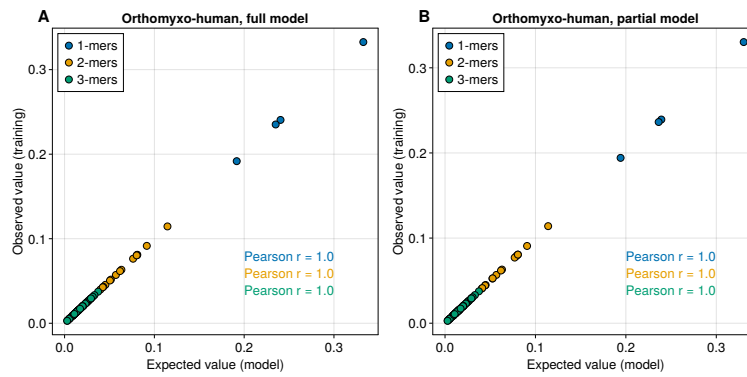 A
Orthomyxo-human, full model
1-mers
2-mers
3-mers
Pearson r = 1.0
Pearson r = 1.0
Pearson r = 1.0
0.3
0.2
0.1
0.0
Observed value (training)
0.0 0.1 0.2 0.3
Expected value (model)
B
Orthomyxo-human, partial model
1-mers
2-mers
3-mers
Pearson r = 1.0
Pearson r = 1.0
Pearson r = 1.0
0.3
0.2
0.1
0.0
Observed value (training)
0.0 0.1 0.2 0.3
Expected value (model)